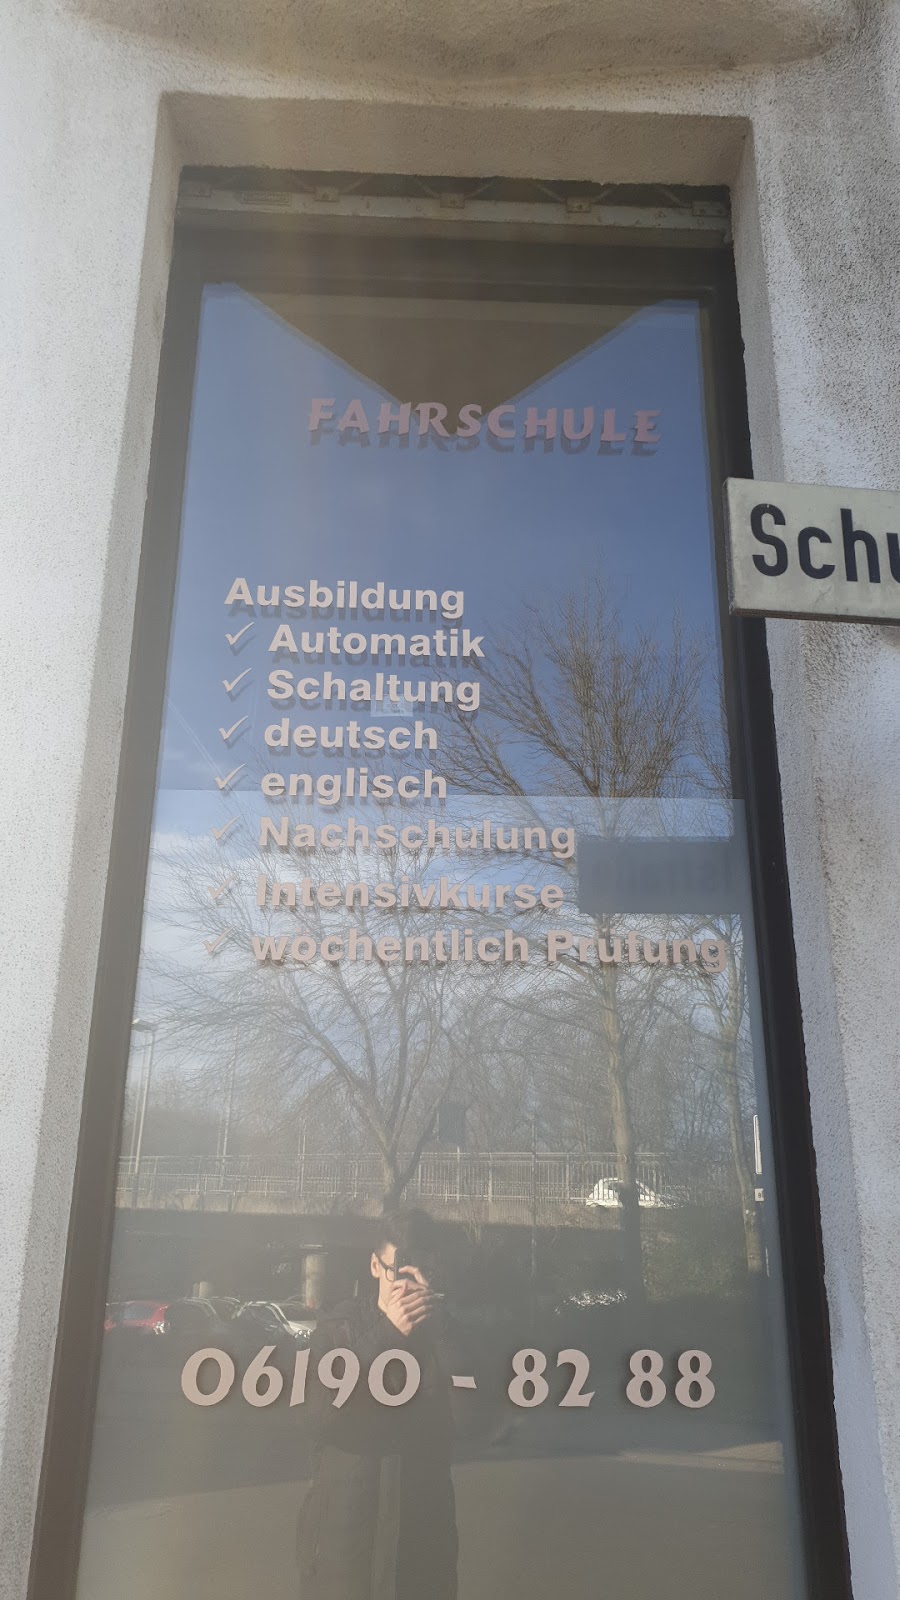 FAHRSCHULE
Schu
Ausbildung
✓ Automatik
✓ Schaltung
✓ deutsch
✓ englisch
✓ Nachschulung
✓ Intensivkurse
✓ wöchentlich Prüfung
06190 - 82 88